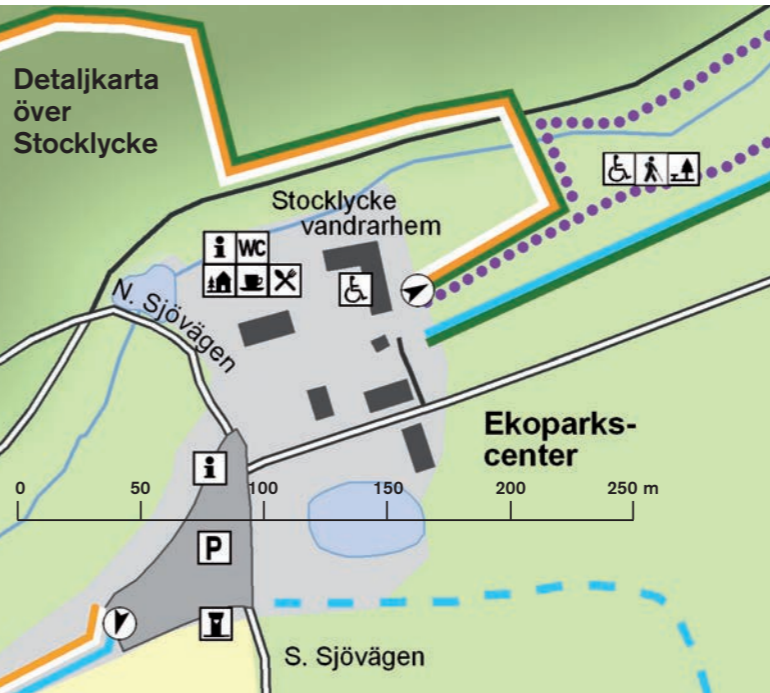 Detaljkarta
över
Stocklycke
Stocklycke
vandrarhem
i WC
N. Sjövägen
Ekoparks-
center
i
0 50 100 150 200 250 m
P
S. Sjövägen